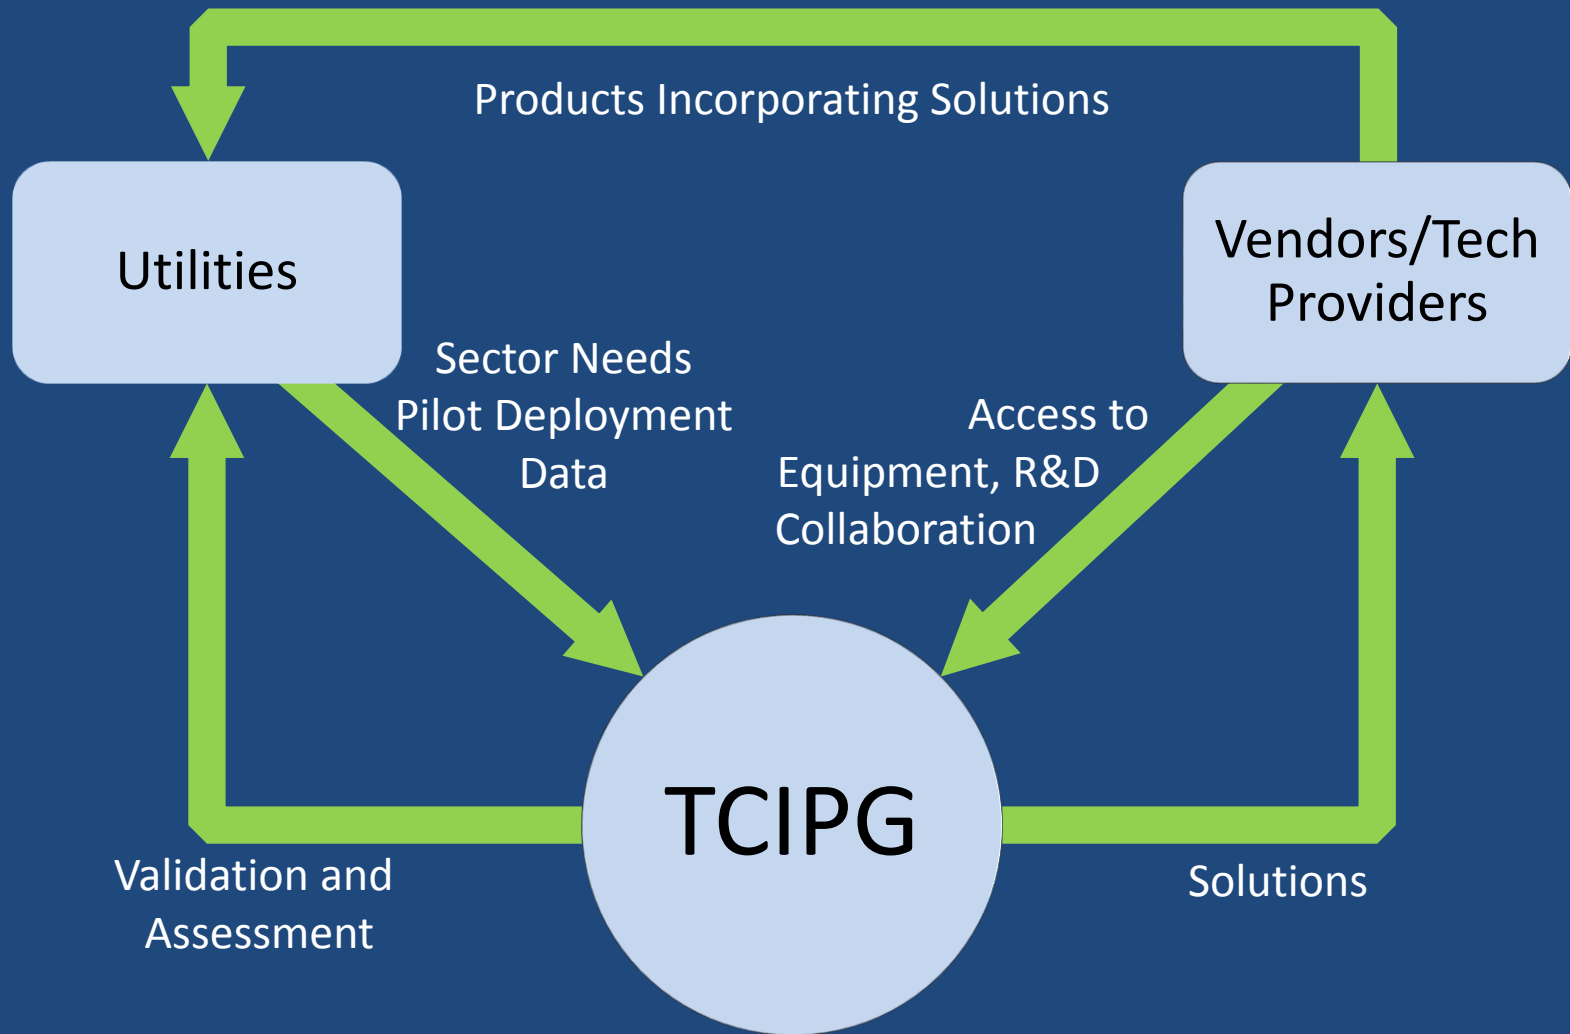 Products Incorporating Solutions
Utilities
Vendors/Tech
Providers
Sector Needs
Pilot Deployment
Data
Access to
Equipment, R&D
Collaboration
TCIPG
Validation and
Assessment
Solutions